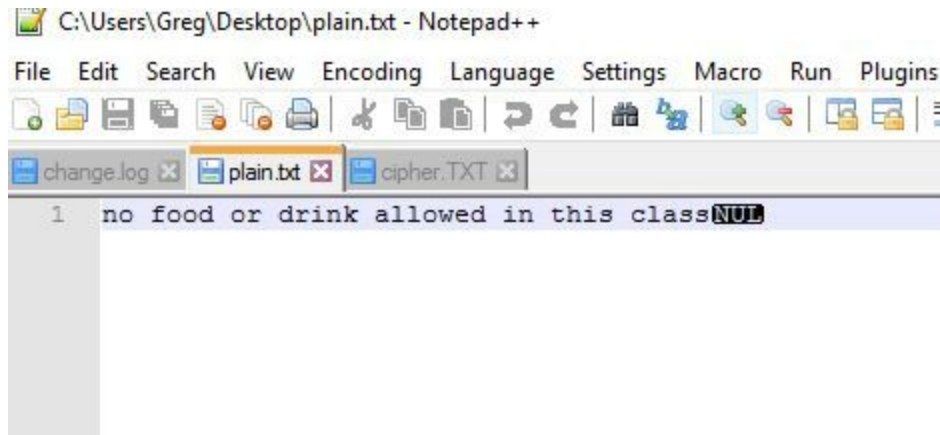 C:\Users\Greg\Desktop\plain.txt - Notepad++
File Edit Search View Encoding Language Settings Macro Run Plugins
change.log plain.txt cipher.TXT
1 no food or drink allowed in this classNUL